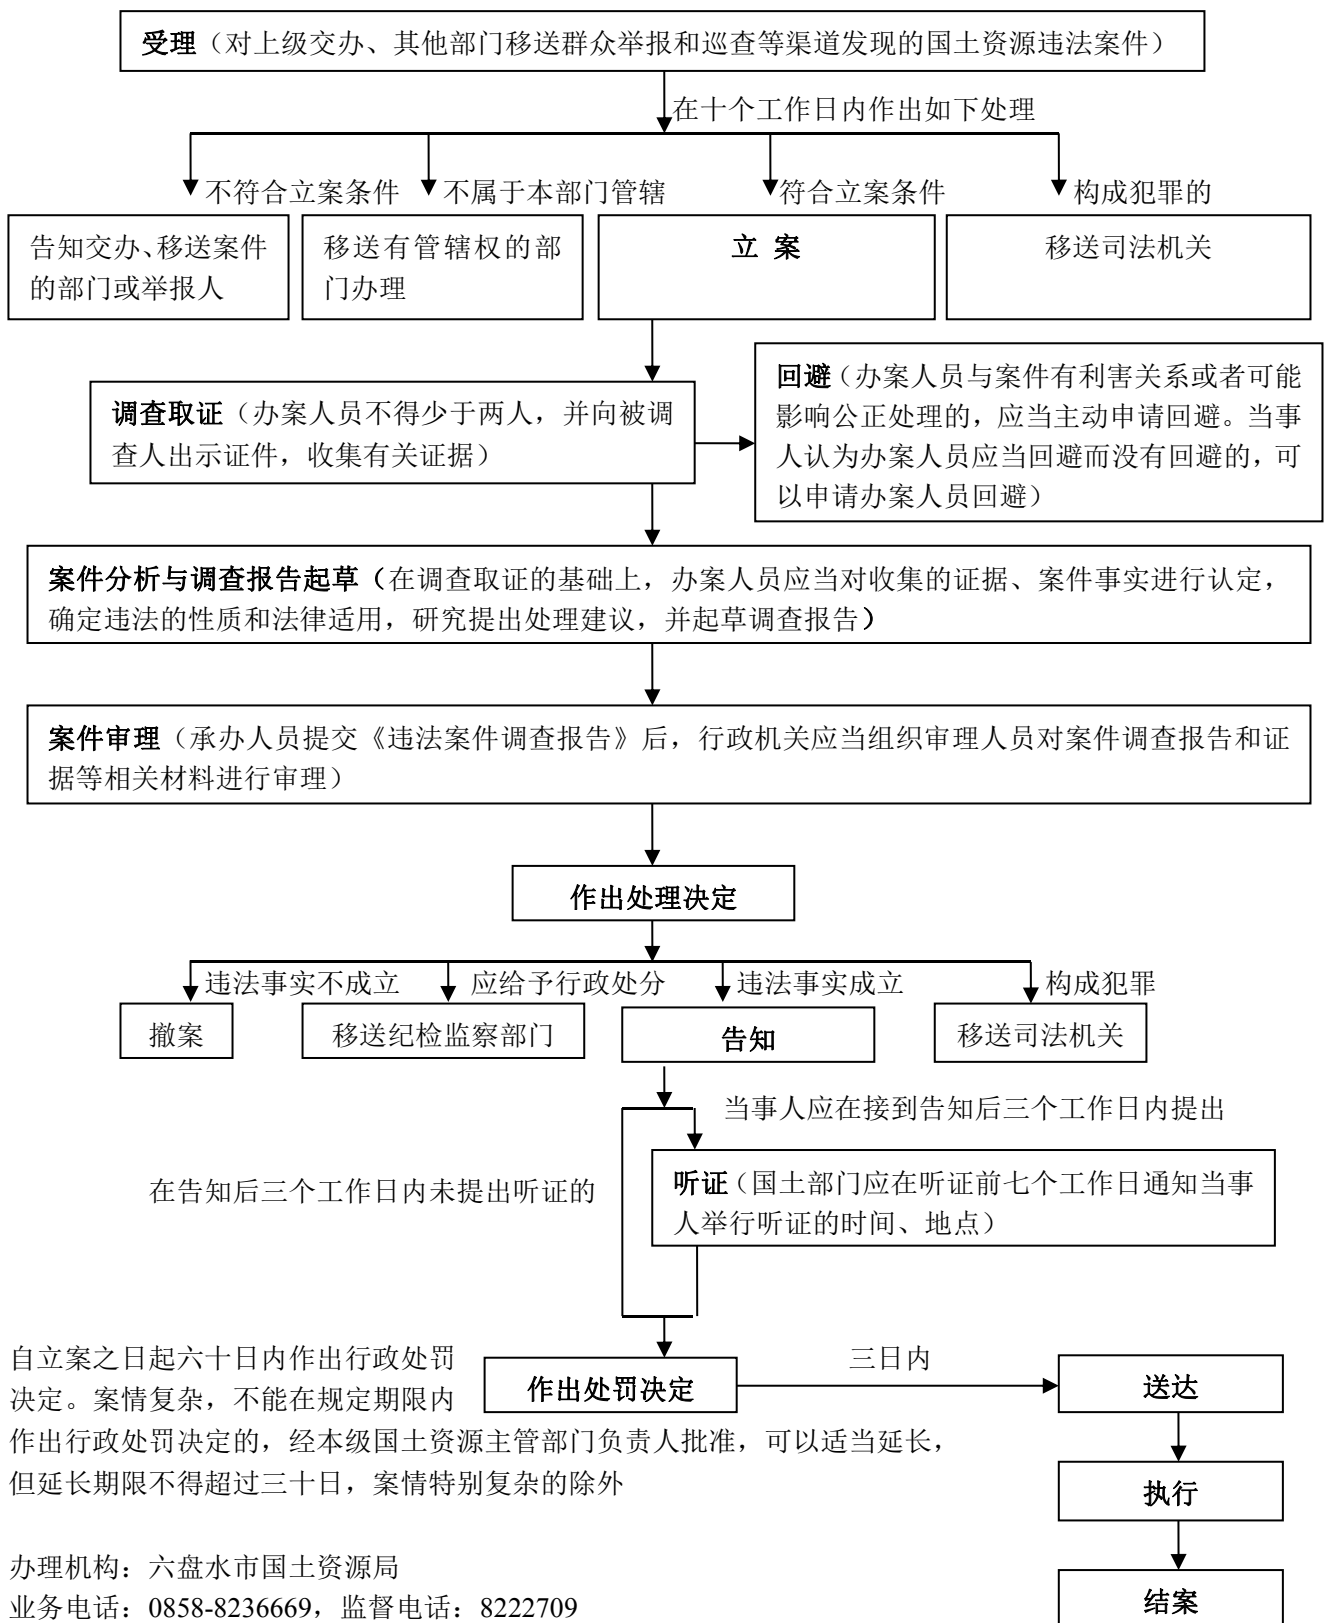 受理（对上级交办、其他部门移送群众举报和巡查等渠道发现的国土资源违法案件）
在十个工作日内作出如下处理
不符合立案条件
不属于本部门管辖
符合立案条件
构成犯罪的
告知交办、移送案件
的部门或举报人
移送有管辖权的部
门办理
立 案
移送司法机关
回避（办案人员与案件有利害关系或者可能
影响公正处理的，应当主动申请回避。当事
人认为办案人员应当回避而没有回避的，可
以申请办案人员回避）
调查取证（办案人员不得少于两人，并向被调
查人出示证件，收集有关证据）
案件分析与调查报告起草（在调查取证的基础上，办案人员应当对收集的证据、案件事实进行认定，
确定违法的性质和法律适用，研究提出处理建议，并起草调查报告）
案件审理（承办人员提交《违法案件调查报告》后，行政机关应当组织审理人员对案件调查报告和证
据等相关材料进行审理）
作出处理决定
违法事实不成立
应给予行政处分
违法事实成立
构成犯罪
撤案
移送纪检监察部门
告知
移送司法机关
当事人应在接到告知后三个工作日内提出
在告知后三个工作日内未提出听证的
听证（国土部门应在听证前七个工作日通知当事
人举行听证的时间、地点）
自立案之日起六十日内作出行政处罚
决定。案情复杂，不能在规定期限内
作出行政处罚决定的，经本级国土资源主管部门负责人批准，可以适当延长，
但延长期限不得超过三十日，案情特别复杂的除外
作出处罚决定
三日内
送达
执行
结案
办理机构：六盘水市国土资源局
业务电话：0858-8236669，监督电话：8222709